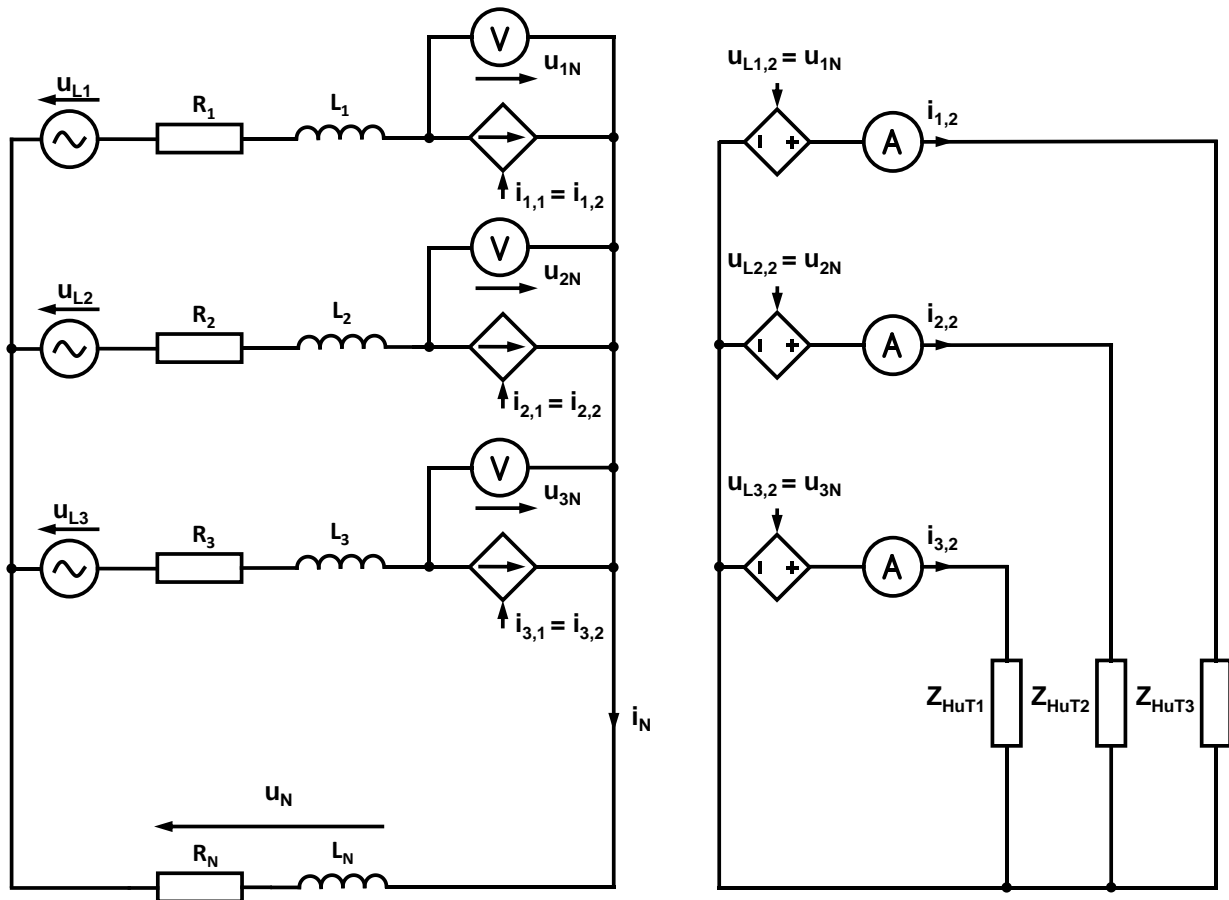 V
u1N
uL1
R1
L1
i1,1 = i1,2
V
u2N
uL2
R2
L2
i2,1 = i2,2
V
u3N
uL3
R3
L3
i3,1 = i3,2
iN
uN
RN
LN
uL1,2 = u1N
i1,2
A
uL2,2 = u2N
i2,2
A
uL3,2 = u3N
i3,2
A
ZHuT1
ZHuT2
ZHuT3